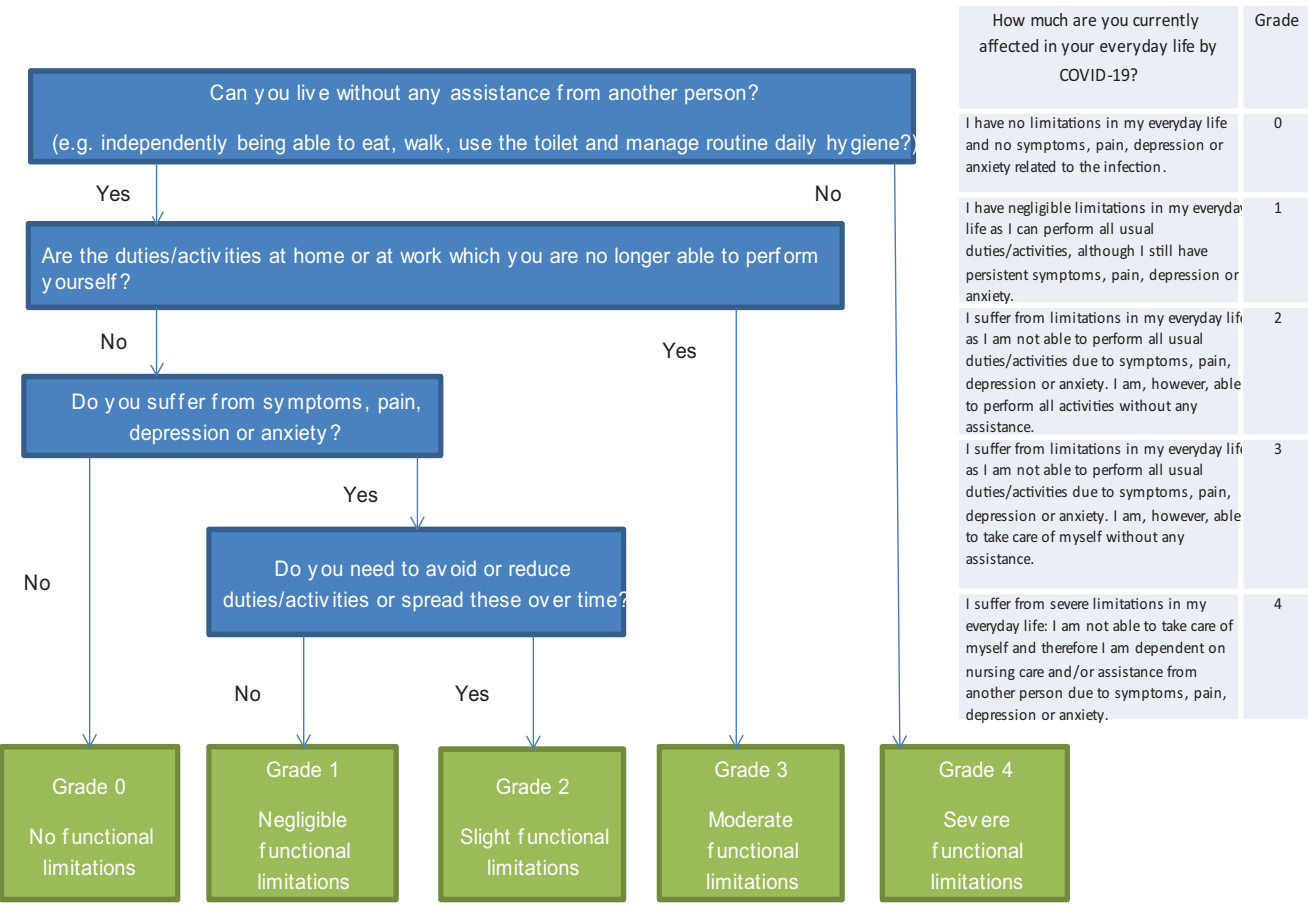 Can you live without any assistance from another person?
(e.g. independently being able to eat, walk, use the toilet and manage routine daily hygiene?)
Yes
No
Are the duties/activities at home or at work which you are no longer able to perform
yourself?
No
Yes
Do you suffer from symptoms, pain,
depression or anxiety?
Yes
No
Do you need to avoid or reduce
duties/activities or spread these over time?
No
Yes
Grade 0
No functional
limitations
Grade 1
Negligible
functional
limitations
Grade 2
Slight functional
limitations
Grade 3
Moderate
functional
limitations
Grade 4
Severe
functional
limitations
How much are you currently
affected in your everyday life by
COVID-19?
Grade
I have no limitations in my everyday life
and no symptoms, pain, depression or
anxiety related to the infection.
0
I have negligible limitations in my everyday
life as I can perform all usual
duties/activities, although I still have
persistent symptoms, pain, depression or
anxiety.
1
I suffer from limitations in my everyday life
as I am not able to perform all usual
duties/activities due to symptoms, pain,
depression or anxiety. I am, however, able
to perform all activities without any
assistance.
2
I suffer from limitations in my everyday life
as I am not able to perform all usual
duties/activities due to symptoms, pain,
depression or anxiety. I am, however, able
to take care of myself without any
assistance.
3
I suffer from severe limitations in my
everyday life: I am not able to take care of
myself and therefore I am dependent on
nursing care and/or assistance from
another person due to symptoms, pain,
depression or anxiety.
4